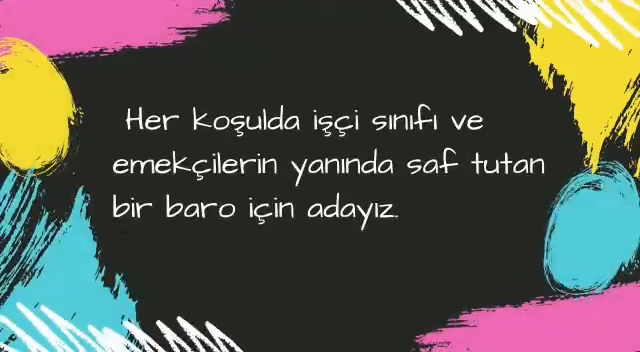 Her koşulda işçi sınıfı ve
emekçilerin yanında saf tutan
bir baro için adayız.